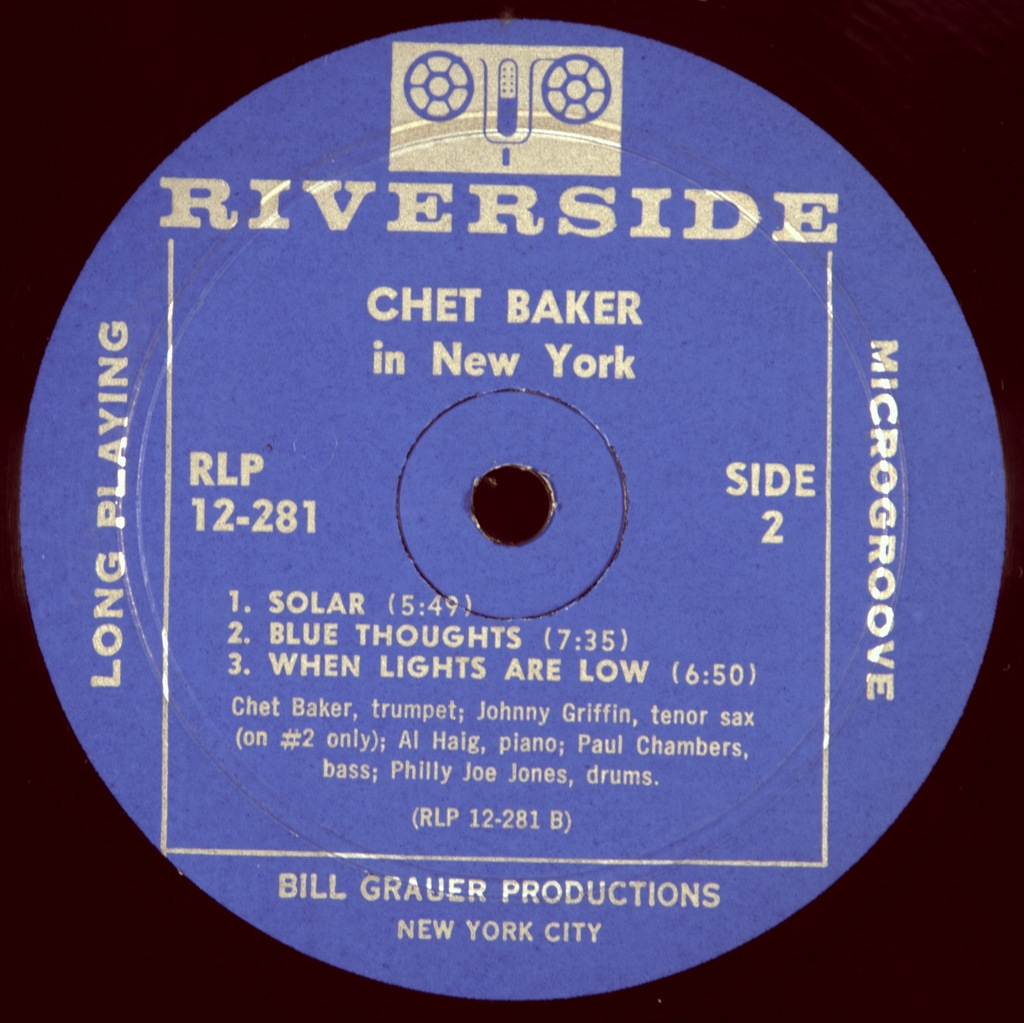 RIVERSIDE
CHET BAKER
in New York
LONG PLAYING
MICROGROOVE
RLP
12-281
SIDE
2
1. SOLAR (5:49)
2. BLUE THOUGHTS (7:35)
3. WHEN LIGHTS ARE LOW (6:50)
Chet Baker, trumpet; Johnny Griffin, tenor sax
(on #2 only); Al Haig, piano; Paul Chambers,
bass; Philly Joe Jones, drums.
(RLP 12-281 B)
BILL GRAUER PRODUCTIONS
NEW YORK CITY